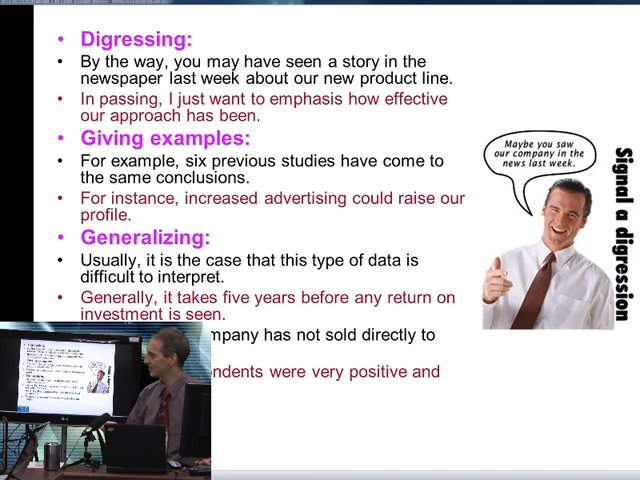 Digressing:
By the way, you may have seen a story in the
newspaper last week about our new product line.
In passing, I just want to emphasis how effective
our approach has been.
Giving examples:
For example, six previous studies have come to
the same conclusions.
For instance, increased advertising could raise our
profile.
Generalizing:
Usually, it is the case that this type of data is
difficult to interpret.
Generally, it takes five years before any return on
investment is seen.
company has not sold directly to
were very positive and
Maybe you saw
our company in the
news last week.
Signal a digression